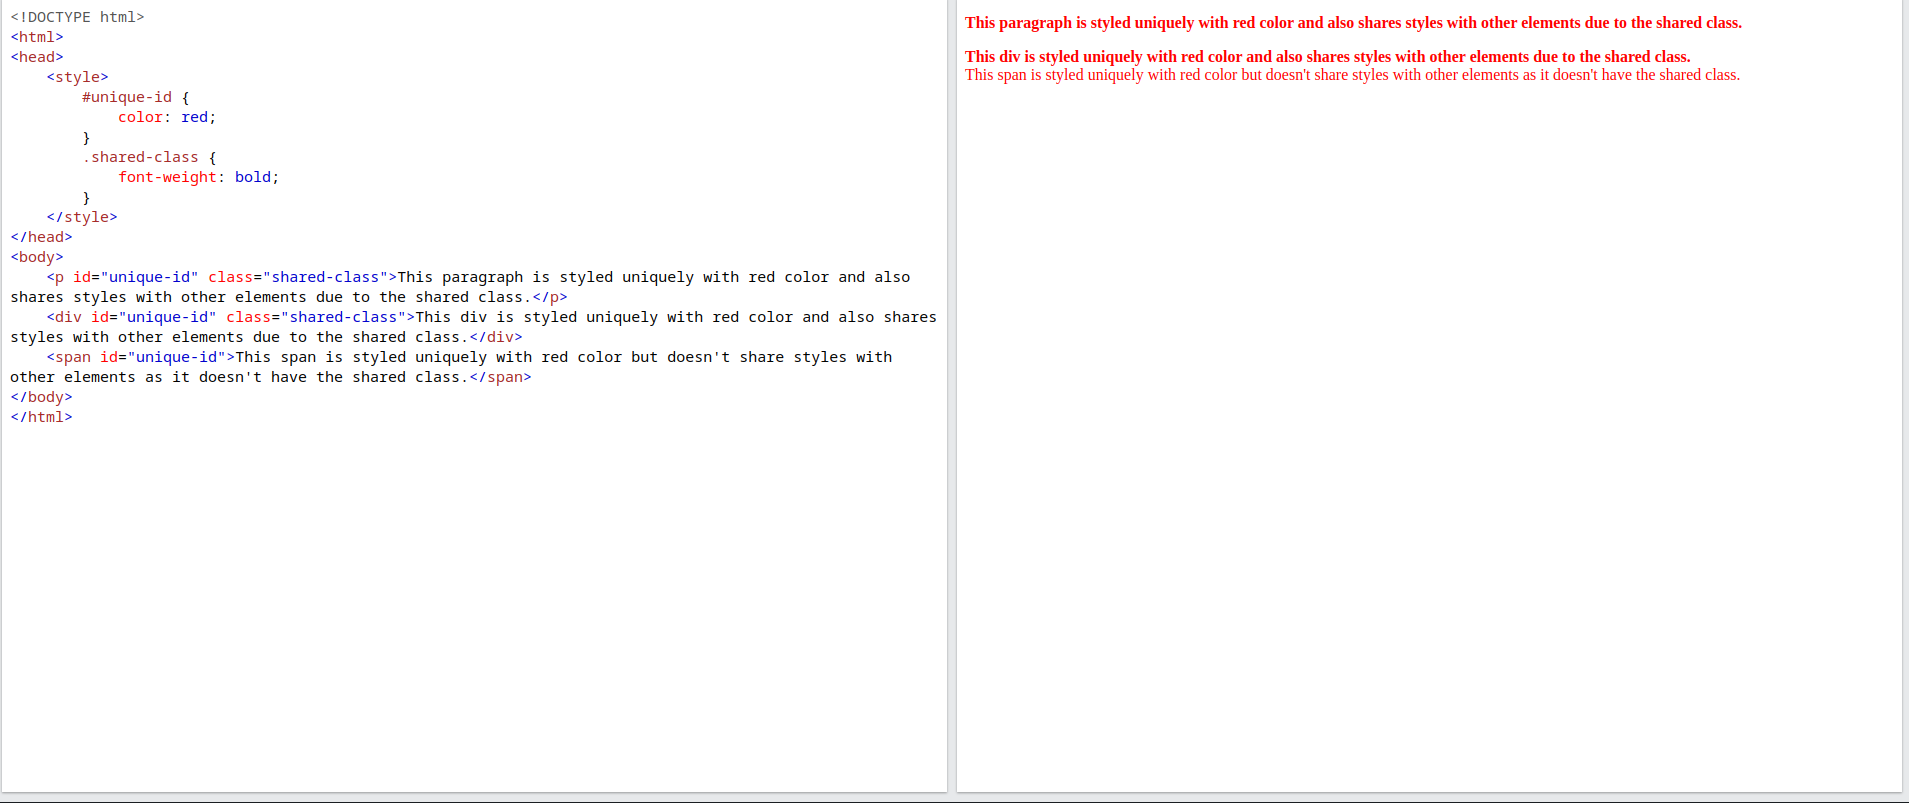 <!DOCTYPE html>
<html>
<head>
    <style>
        #unique-id {
            color: red;
        }
        .shared-class {
            font-weight: bold;
        }
    </style>
</head>
<body>
    <p id="unique-id" class="shared-class">This paragraph is styled uniquely with red color and also
shares styles with other elements due to the shared class.</p>
    <div id="unique-id" class="shared-class">This div is styled uniquely with red color and also shares
styles with other elements due to the shared class.</div>
    <span id="unique-id">This span is styled uniquely with red color but doesn't share styles with
other elements as it doesn't have the shared class.</span>
</body>
</html>
This paragraph is styled uniquely with red color and also shares styles with other elements due to the shared class.
This div is styled uniquely with red color and also shares styles with other elements due to the shared class.
This span is styled uniquely with red color but doesn't share styles with other elements as it doesn't have the shared class.